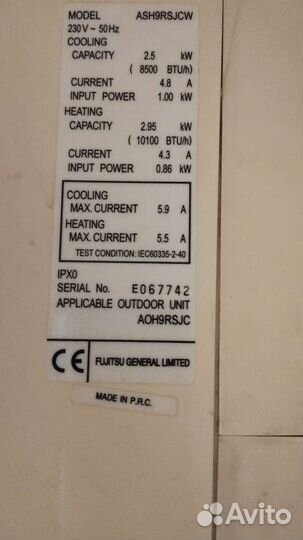 MODEL ASH9RSJCW
230 V ~ 50 Hz
COOLING
CAPACITY 2.5 kW
( 8500 BTU/h)
CURRENT 4.8 A
INPUT POWER 1.00 kW
HEATING
CAPACITY 2.95 kW
( 10100 BTU/h)
CURRENT 4.3 A
INPUT POWER 0.86 kW
COOLING
MAX. CURRENT 5.9 A
HEATING
MAX. CURRENT 5.5 A
TEST CONDITION: IEC60335-2-40
IPX0
SERIAL No. E067742
APPLICABLE OUTDOOR UNIT
AOH9RSJC
CE FUJITSU GENERAL LIMITED
MADE IN P.R.C.
Avito